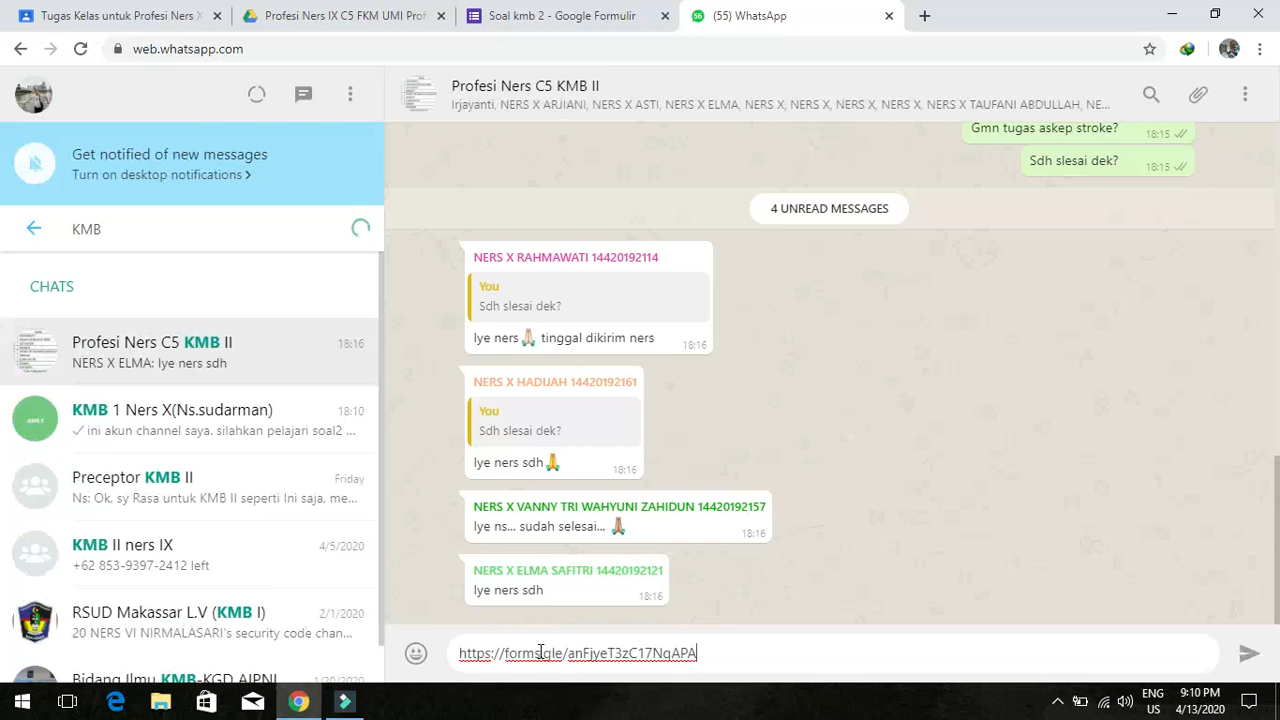 Tugas Kelas untuk Profesi Ners
Profesi Ners IX C5 FKM UMI Prof
Soal kmb 2 - Google Formulir
(55) WhatsApp
web.whatsapp.com
Get notified of new messages
Turn on desktop notifications >
KMB
CHATS
Profesi Ners C5 KMB II
18:16
NERS X ELMA: Iye ners sdh
KMB 1 Ners X(Ns.sudarman)
18:10
ini akun channel saya. silahkan pelajari soal2 ...
Preceptor KMB II
Friday
Ns: Ok, sy Rasa untuk KMB II seperti Ini saja, me...
KMB II ners IX
4/5/2020
+62 853-9397-2412 left
RSUD Makassar L.V (KMB I)
2/1/2020
20 NERS VI NIRMALASARI's security code chan...
Bidang Ilmu KMB-KGD AIPNI
1/30/2020
Profesi Ners C5 KMB II
Irjayanti, NERS X ARJIANI, NERS X ASTI, NERS X ELMA, NERS X, NERS X, NERS X, NERS X, NERS X TAUFANI ABDULLAH, NE...
Gmn tugas askep stroke?
18:15
Sdh slesai dek?
18:15
4 UNREAD MESSAGES
NERS X RAHMAWATI 14420192114
You
Sdh slesai dek?
Iye ners🙏🏽 tinggal dikirim ners
18:16
NERS X HADIJAH 14420192161
You
Sdh slesai dek?
Iye ners sdh🙏
18:16
NERS X VANNY TRI WAHYUNI ZAHIDUN 14420192157
Iye ns... sudah selesai... 🙏🏽
18:16
NERS X ELMA SAFITRI 14420192121
Iye ners sdh
18:16
https://forms.gle/anFjyeT3zC17NqAPA
ENG
US
9:10 PM
4/13/2020